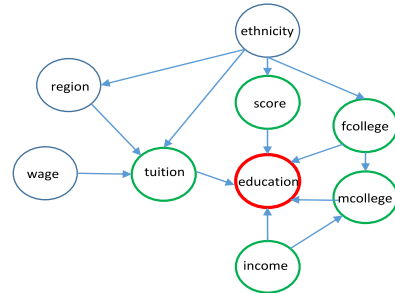 ethnicity
region
score
fcollege
wage
tuition
education
mcollege
income